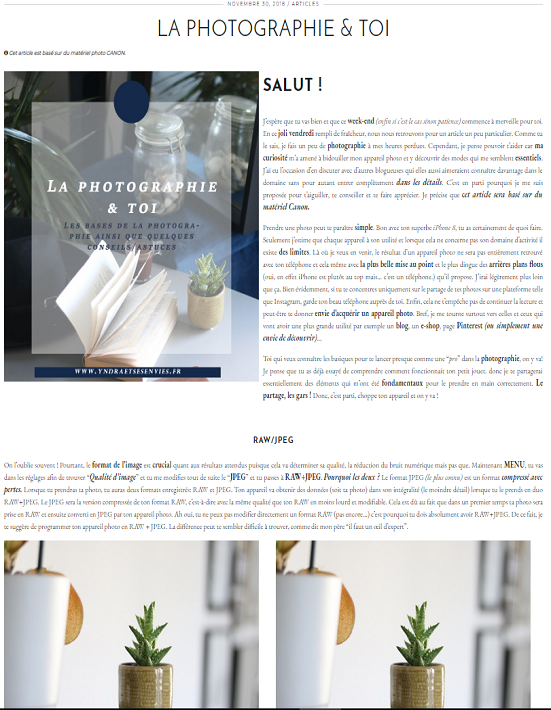 NOVEMBRE 30, 2018 / ARTICLES
LA PHOTOGRAPHIE & TOI
Cet article est basé sur du matériel photo CANON.
LA PHOTOGRAPHIE
& TOI
LES BASES DE LA PHOTOGRA-
PHIE AINSI QUE QUELQUES
CONSEILS/ASTUCES
WWW.YNDRAETSESENVIES.FR
SALUT !
J'espère que tu vas bien et que ce week-end (enfin si c'est le cas sinon patience) commence à merveille pour toi.
En ce joli vendredi rempli de fraîcheur, nous nous retrouvons pour un article un peu particulier. Comme tu
le sais, je fais un peu de photographie à mes heures perdues. Cependant, je pense pouvoir t'aider car ma
curiosité m'a amené à bidouiller mon appareil photo et y découvrir des modes qui me semblent essentiels.
J'ai eu l'occasion d'en discuter avec d'autres blogueuses qui elles aussi aimeraient connaître davantage dans le
domaine sans pour autant entrer complètement dans les détails. C'est en parti pourquoi je me suis
proposée pour t'aiguiller, te conseiller et te faire apprécier. Je précise que cet article sera basé sur du
matériel Canon.
Prendre une photo peut te paraître simple. Bon avec ton superbe iPhone 8, tu as certainement de quoi faire.
Seulement j'estime que chaque appareil à son utilité et lorsque cela ne concerne pas son domaine d'activité il
existe des limites. Là où je veux en venir, le résultat d'un appareil photo ne sera pas entièrement retrouvé
avec ton téléphone et cela même avec la plus belle mise au point et le plus dingue des arrières plans flous
(oui, en effet iPhone est plutôt au top mais... c'est un téléphone.) qu'il propose. J'irai légèrement plus loin
que ça. Bien évidemment, si tu te concentres uniquement sur le partage de tes photos sur une plateforme telle
que Instagram, garde ton beau téléphone auprès de toi. Enfin, cela ne t'empêche pas de continuer la lecture et
peut-être te donner envie d'acquérir un appareil photo. Bref, je me tourne surtout vers celles et ceux qui
vont avoir une plus grande utilité par exemple un blog, un e-shop, page Pinterest (ou simplement une
envie de découvrir)...
Toi qui veux connaître les basiques pour te lancer presque comme une "pro" dans la photographie, on y va!
Je pense que tu as déjà essayé de comprendre comment fonctionnait ton petit jouet, donc je te partagerai
essentiellement des éléments qui m'ont été fondamentaux pour le prendre en main correctement. Le
partage, les gars ! Donc, c'est parti, choppe ton appareil et on y va !
RAW/JPEG
On l'oublie souvent ! Pourtant, le format de l'image est crucial quant aux résultats attendus puisque cela va déterminer sa qualité, la réduction du bruit numérique mais pas que. Maintenant MENU, tu vas
dans les réglages afin de trouver "Qualité d'image" et tu me modifies tout de suite le "JPEG" et tu passes à RAW+JPEG. Pourquoi les deux ? Le format JPEG (le plus connu) est un format compressé avec
pertes. Lorsque tu prendras ta photo, tu auras deux formats enregistrés RAW et JPEG. Ton appareil va obtenir des données (soit ta photo) dans son intégralité (le moindre détail) lorsque tu le prends en duo
RAW+JPEG. Le JPEG sera la version compressée de ton format RAW, c'est-à-dire avec la même qualité que ton RAW en moins lourd et modifiable. Cela est dû au fait que dans un premier temps ta photo sera
prise en RAW et ensuite converti en JPEG par ton appareil photo. Ah oui, tu ne peux pas modifier directement un format RAW (pas encore...) c'est pourquoi tu dois absolument avoir RAW+JPEG. De ce fait, je
te suggère de programmer ton appareil photo en RAW + JPEG. La différence peut te sembler difficile à trouver, comme dit mon père "il faut un œil d'expert".